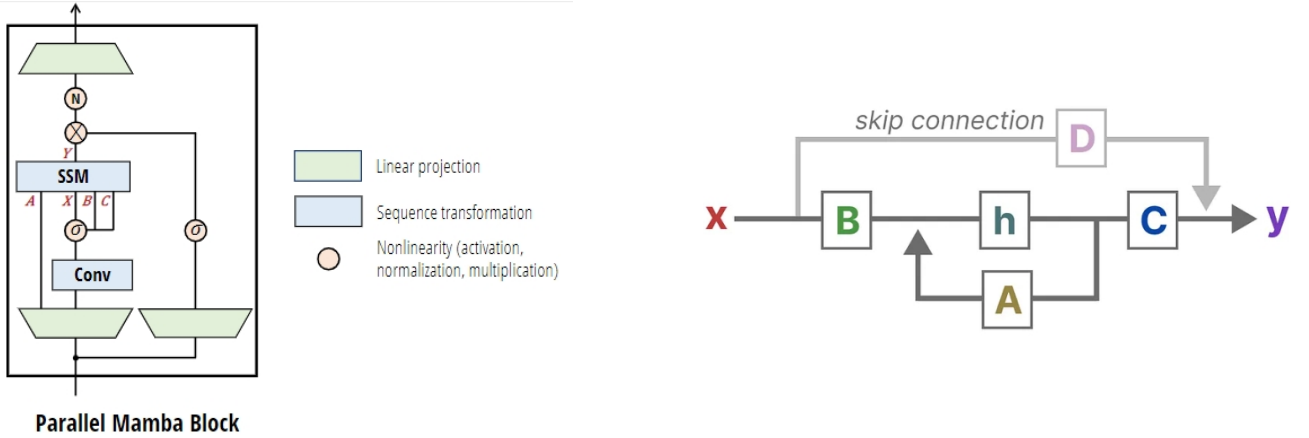 N
Y
SSM
A X B C
σ σ
Conv
Parallel Mamba Block
Linear projection
Sequence transformation
Nonlinearity (activation,
normalization, multiplication)
skip connection D
x B h C y
A